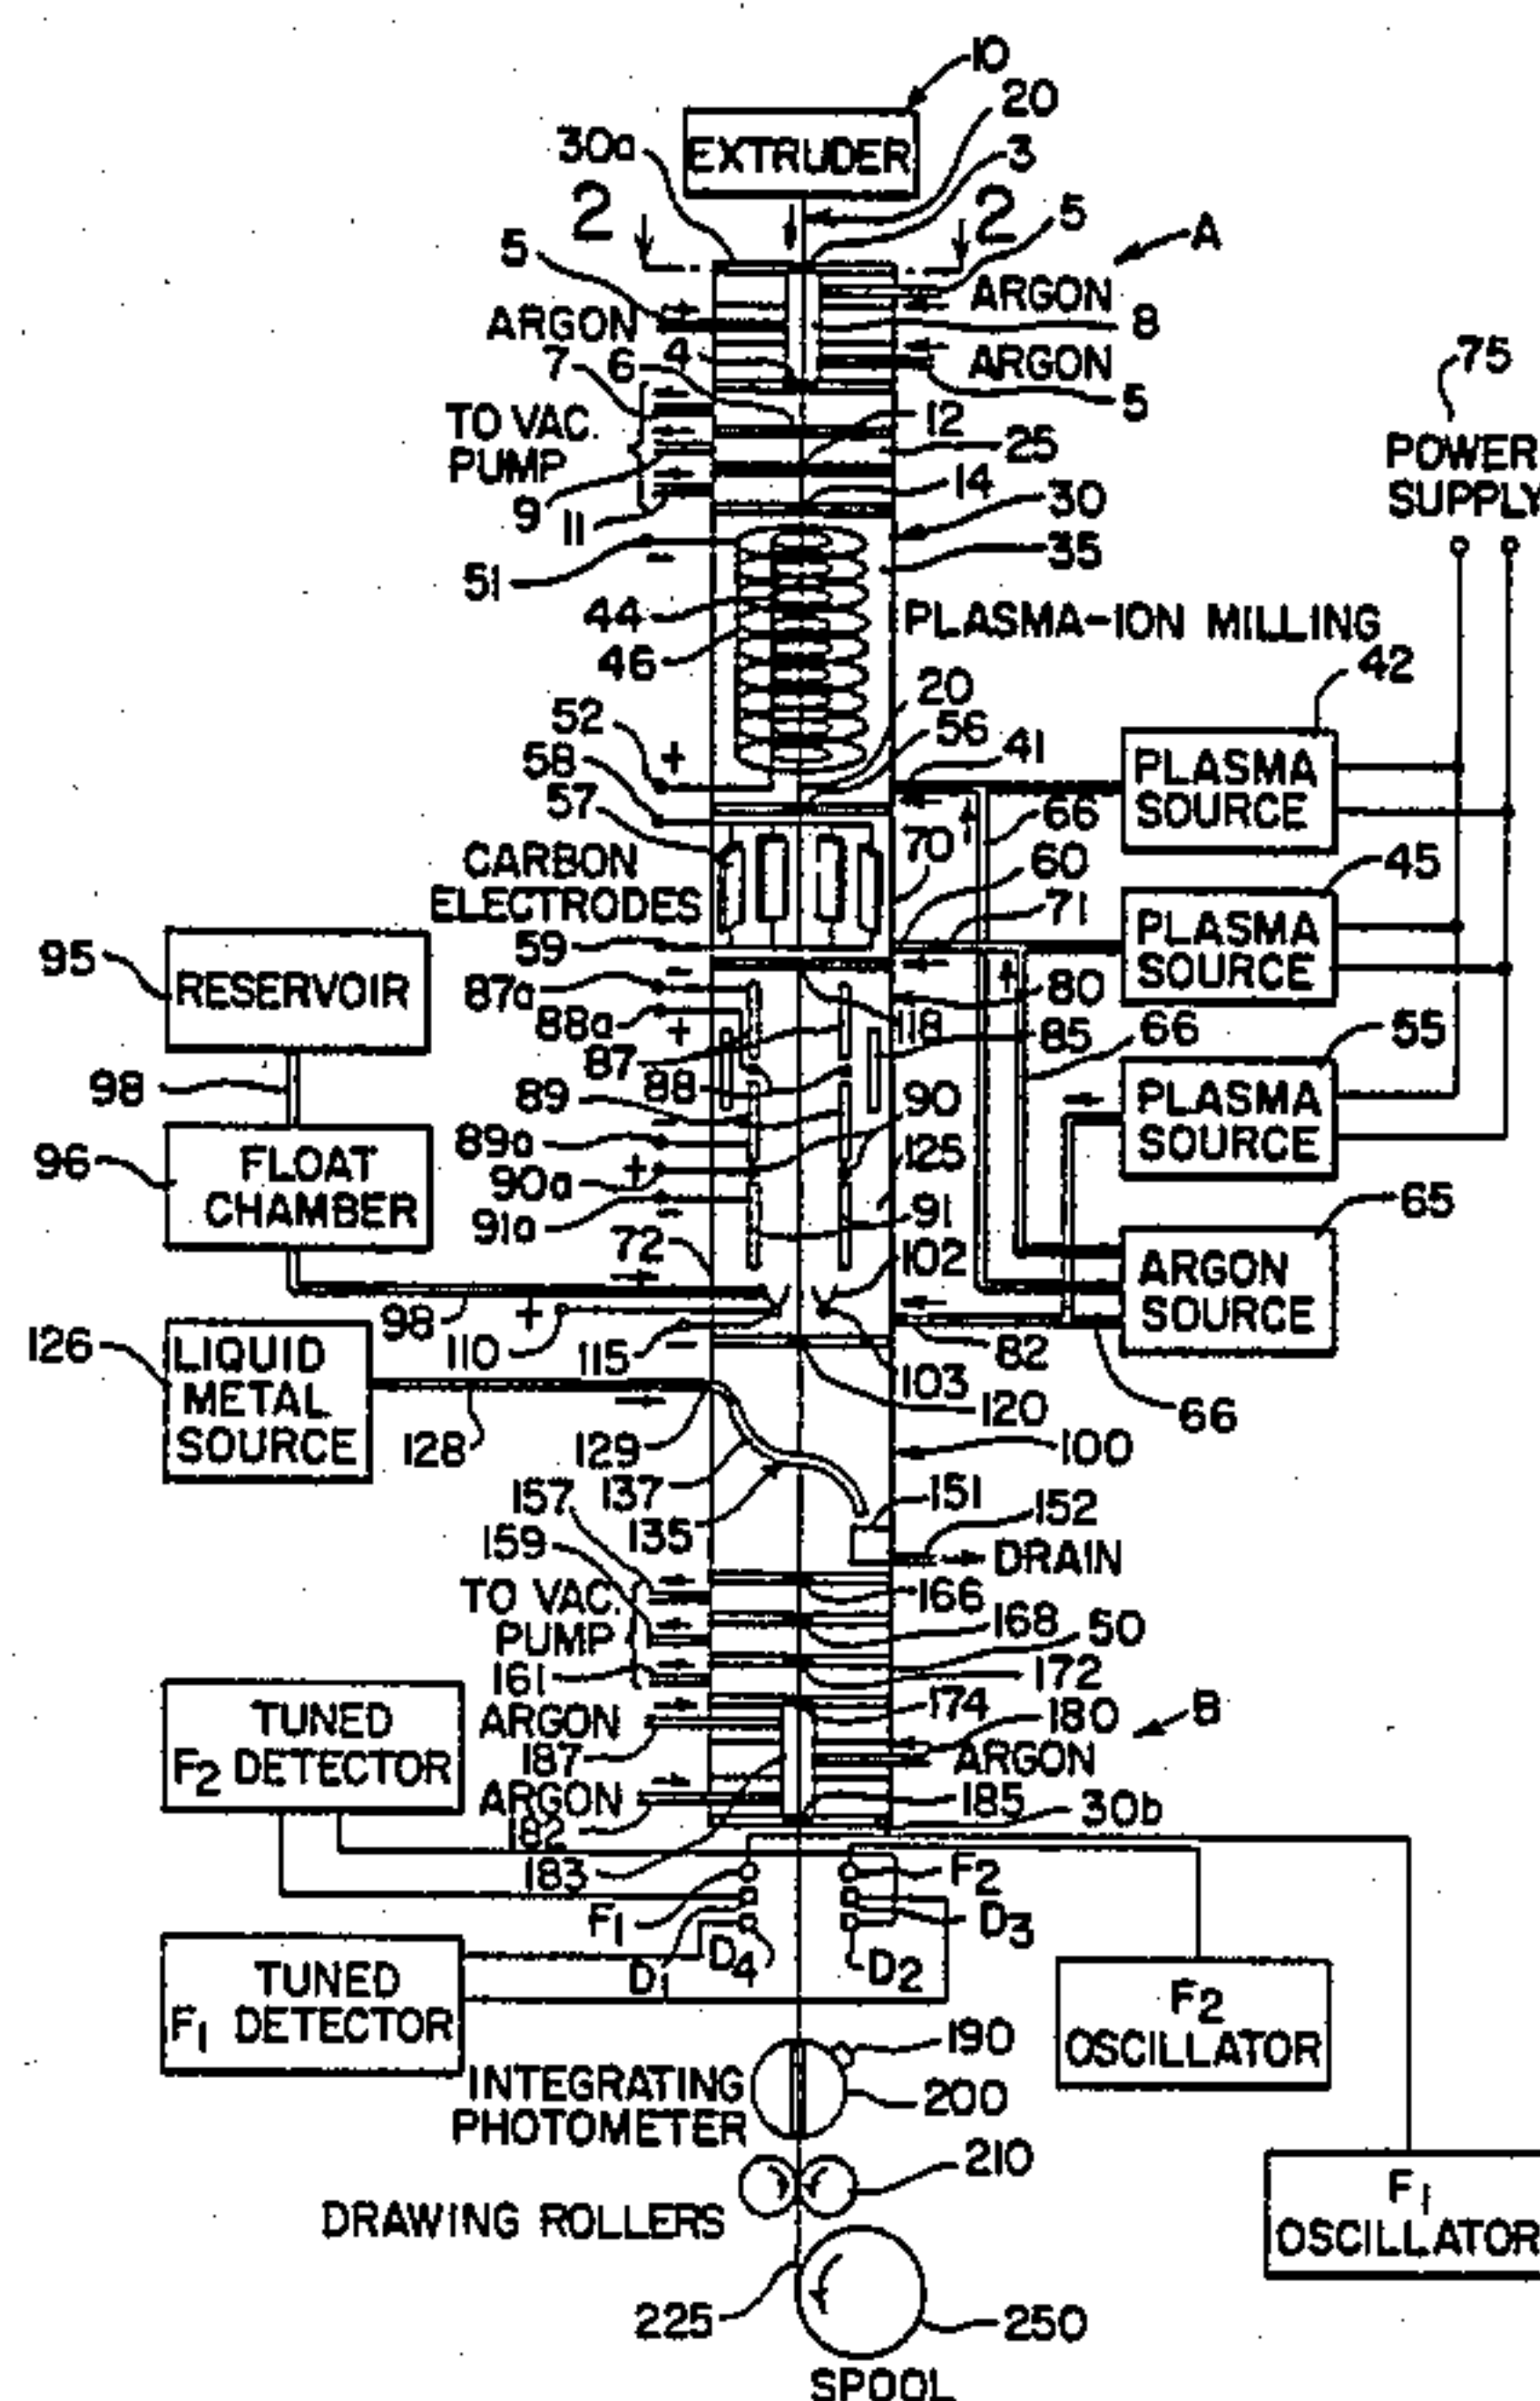 10
20
EXTRUDER
30a
3
2
2
5
5
A
ARGON
ARGON
8
7
6
4
ARGON
5
75
TO VAC.
PUMP
12
25
POWER
SUPPLY
9
11
14
30
51
35
44
PLASMA-ION MILLING
46
42
20
52
+
56
58
41
PLASMA
SOURCE
57
66
CARBON
ELECTRODES
70
60
45
71
PLASMA
SOURCE
95
RESERVOIR
59
87a
80
88a
+
118
87
85
66
55
98
88
PLASMA
SOURCE
89
90
96
FLOAT
CHAMBER
89a
+
90a
125
91a
91
65
72
102
ARGON
SOURCE
98
+
110
115
82
126
LIQUID
METAL
SOURCE
103
120
66
128
129
100
137
157
151
135
152
159
DRAIN
TO VAC.
PUMP
166
168
50
161
172
174
B
TUNED
F2 DETECTOR
ARGON
180
187
ARGON
ARGON
185
30b
182
183
F2
F1
D3
D1
D4
D2
TUNED
F1 DETECTOR
F2
OSCILLATOR
190
INTEGRATING
PHOTOMETER
200
210
DRAWING ROLLERS
F1
OSCILLATOR
225
250
SPOOL